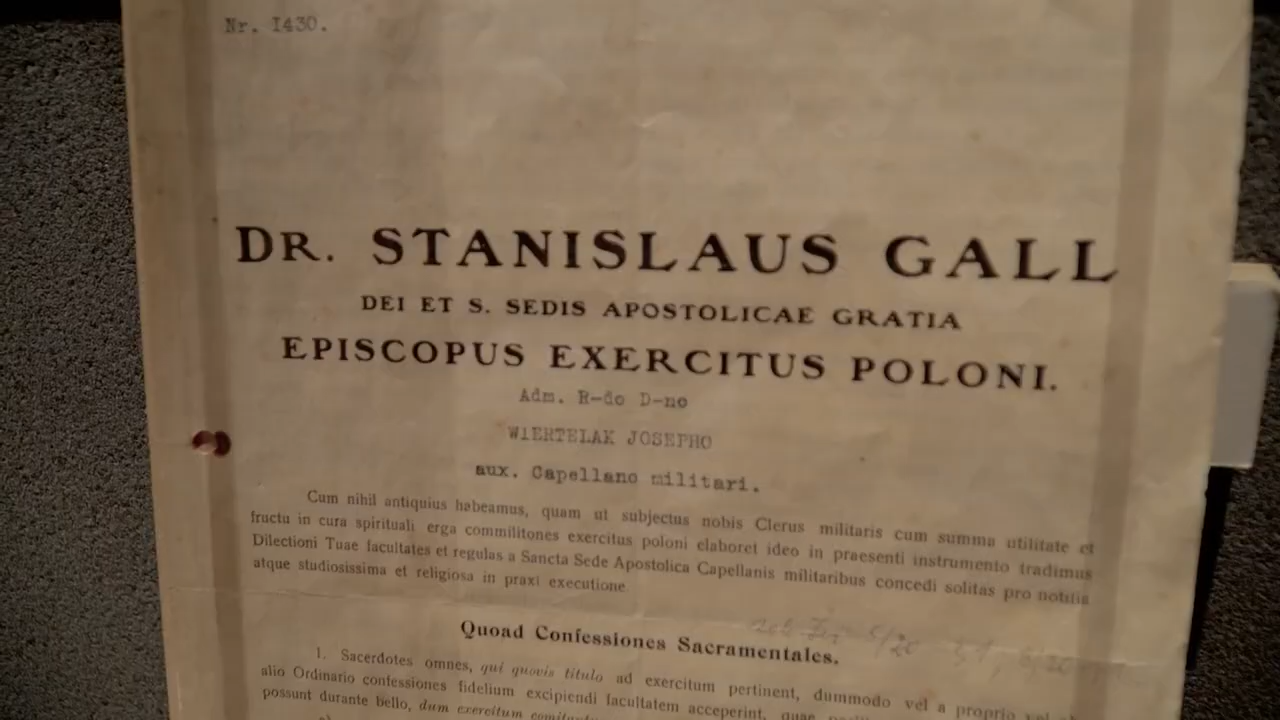 Nr. 1430.
DR. STANISLAUS GALL
DEI ET S. SEDIS APOSTOLICAE GRATIA
EPISCOPUS EXERCITUS POLONI.
Adm. R-do D-no
WIERTELAK JOSEPHO
aux. Capellano militari.
Cum nihil antiquius habeamus, quam ut subjectus nobis Clerus militaris cum summa utilitate et
fructu in cura spirituali erga commilitones exercitus poloni elaboret ideo in praesenti instrumento tradimus
Dilectioni Tuae facultates et regulas a Sancta Sede Apostolica Capellanis militaribus concedi solitas pro notitia
atque studiosissima et religiosa in praxi executione
Quoad Confessiones Sacramentales.
1. Sacerdotes omnes, qui quovis titulo ad exercitum pertinent, dummodo vel a proprio vel ab
alio Ordinario confessiones fidelium excipiendi facultatem acceperint, quae
possunt durante bello, dum exercitum